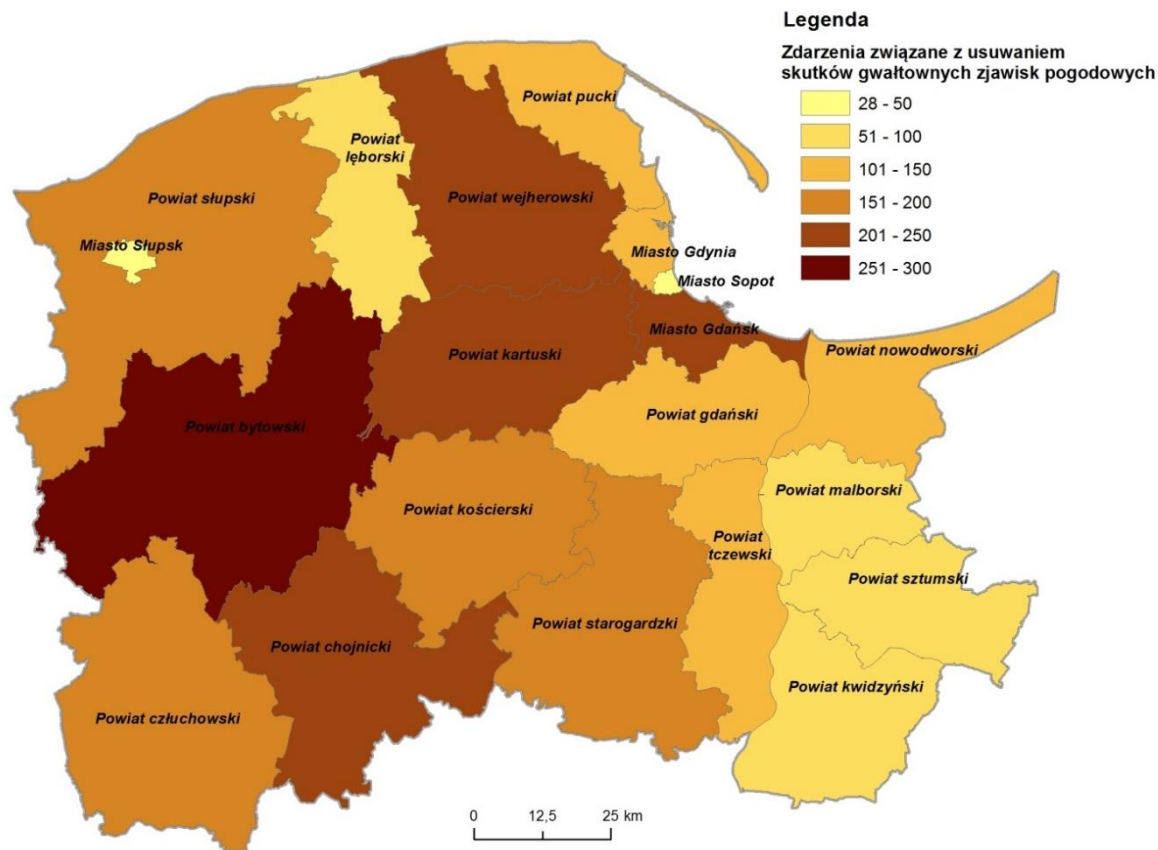 Legenda
Zdarzenia związane z usuwaniem
skutków gwałtownych zjawisk pogodowych
28 - 50
51 - 100
101 - 150
151 - 200
201 - 250
251 - 300
Powiat pucki
Powiat
lęborski
Powiat słupski
Powiat wejherowski
Miasto Słupsk
Miasto Gdynia
Miasto Sopot
Miasto Gdańsk
Powiat nowodworski
Powiat kartuski
Powiat gdański
Powiat bytowski
Powiat malborski
Powiat kościerski
Powiat
tczewski
Powiat sztumski
Powiat starogardzki
Powiat chojnicki
Powiat kwidzyński
Powiat człuchowski
0 12,5 25 km